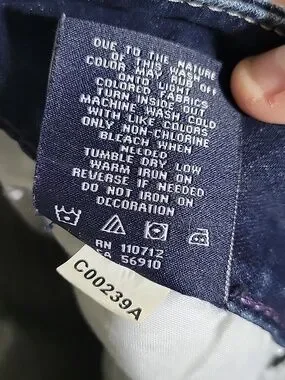 DUE TO THE NATURE
OF THIS WASH
COLOR MAY RUB OFF
ONTO LIGHT
COLORED FABRICS
TURN INSIDE OUT
MACHINE WASH COLD
WITH LIKE COLORS
ONLY NON-CHLORINE
BLEACH WHEN
NEEDED
TUMBLE DRY LOW
WARM IRON ON
REVERSE IF NEEDED
DO NOT IRON ON
DECORATION
RN 110712
CA 56910
C00239A